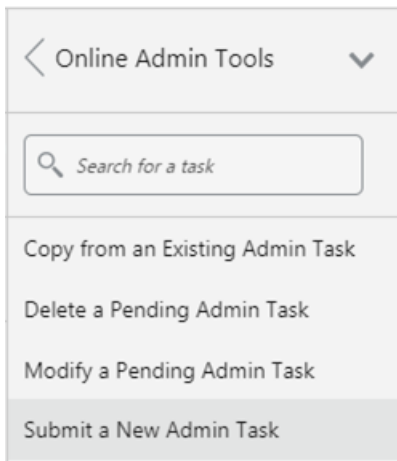 Online Admin Tools
Search for a task
Copy from an Existing Admin Task
Delete a Pending Admin Task
Modify a Pending Admin Task
Submit a New Admin Task